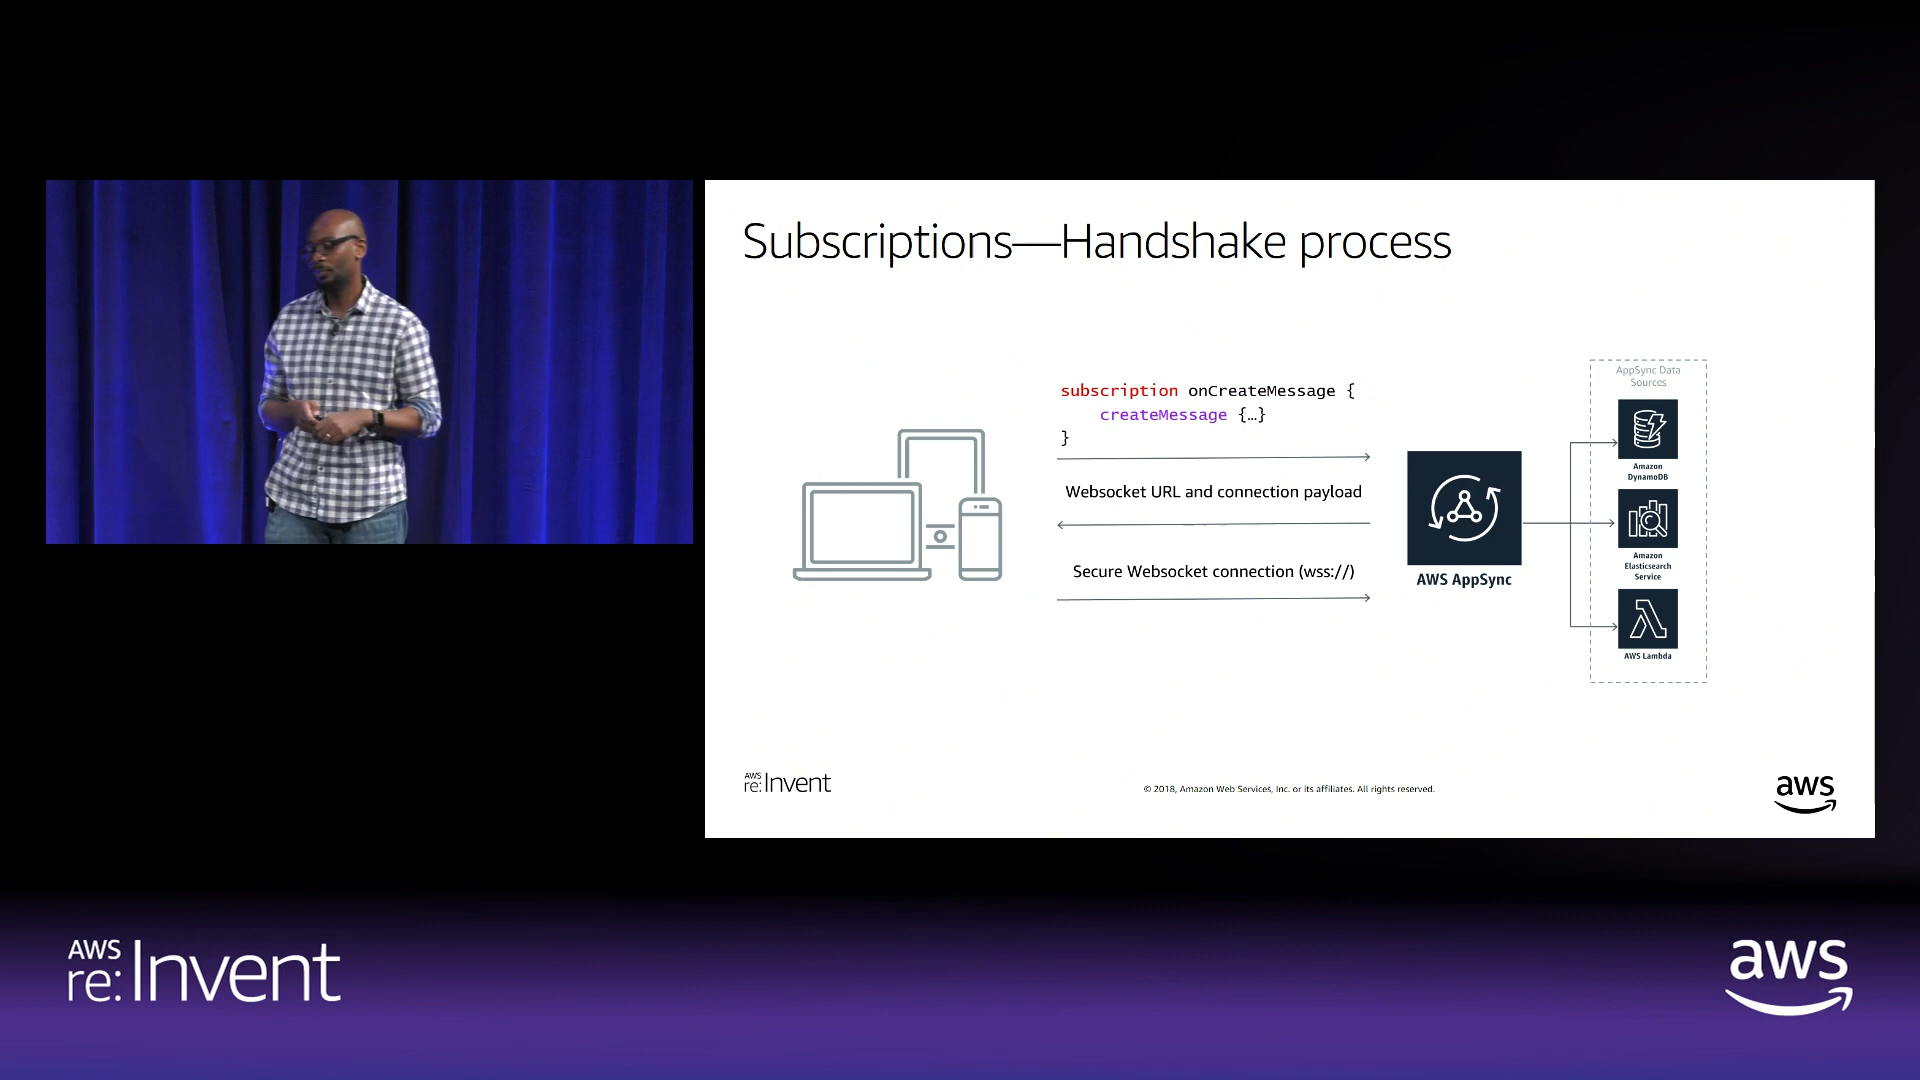 Subscriptions—Handshake process
subscription onCreateMessage {
createMessage {…}
}
Websocket URL and connection payload
Secure Websocket connection (wss://)
AWS AppSync
AppSync Data
Sources
Amazon
DynamoDB
Amazon
Elasticsearch
Service
AWS Lambda
AWS
re:Invent
© 2018, Amazon Web Services, Inc. or its affiliates. All rights reserved.
aws
AWS
re:Invent
aws